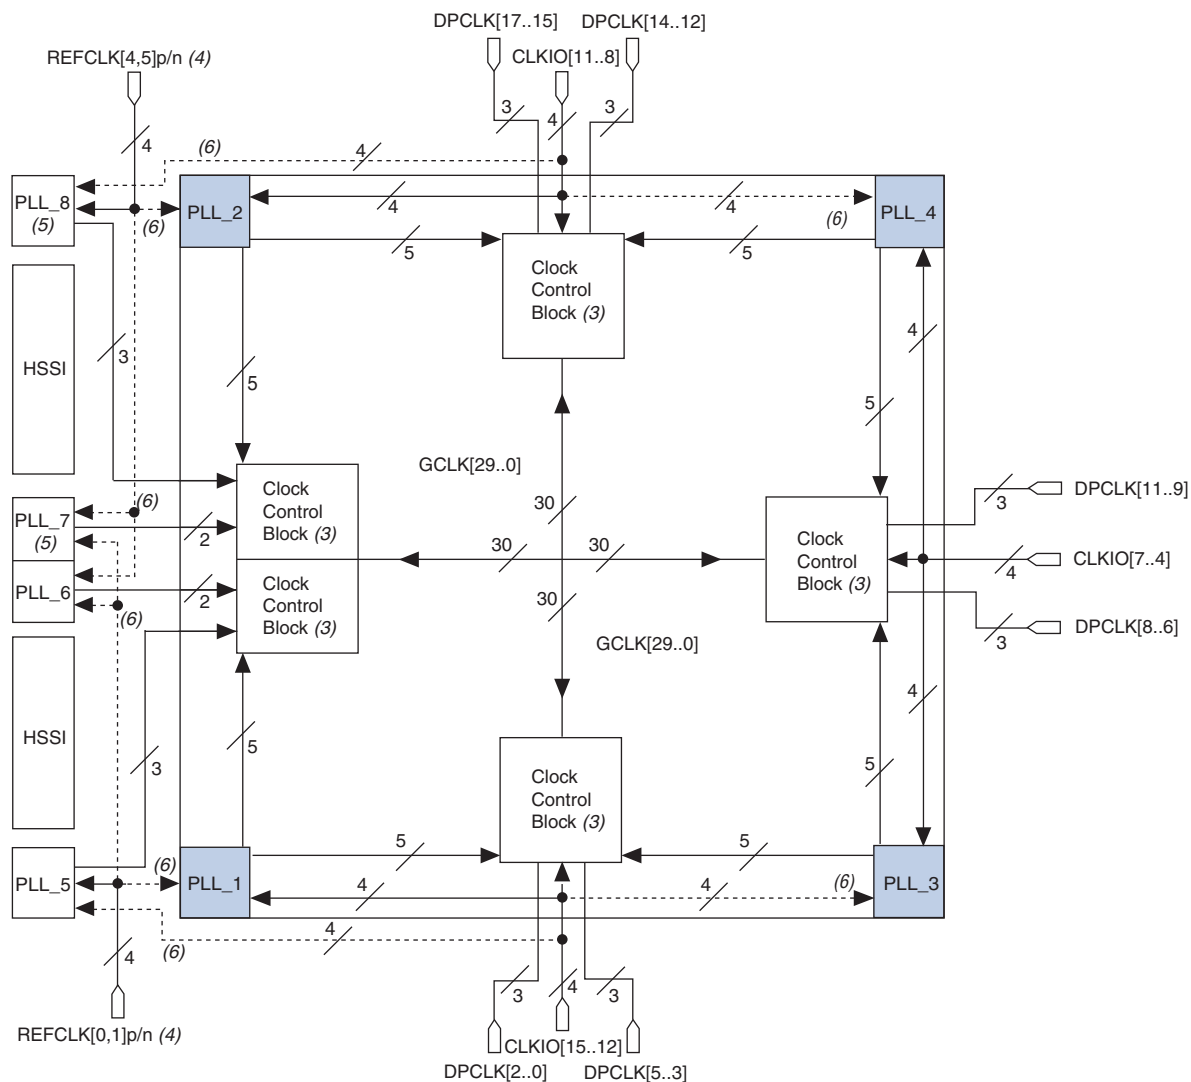 DPCLK[17..15] DPCLK[14..12]
REFCLK[4,5]p/n (4)
CLKIO[11..8]
3
4
3
4
(6)
4
PLL_8
(5)
(6)
PLL_2
4
4
(6)
PLL_4
5
5
Clock
Control
Block (3)
HSSI
3
5
4
5
GCLK[29..0]
Clock
Control
Block (3)
30
3
DPCLK[11..9]
(6)
PLL_7
(5)
2
30
30
Clock
Control
Block (3)
4
CLKIO[7..4]
PLL_6
2
Clock
Control
Block (3)
30
(6)
3
DPCLK[8..6]
GCLK[29..0]
4
HSSI
3
5
Clock
Control
Block (3)
5
5
5
PLL_5
(6)
PLL_1
4
4
(6)
PLL_3
4
(6)
4
3
4
3
REFCLK[0,1]p/n (4)
CLKIO[15..12]
DPCLK[2..0] DPCLK[5..3]